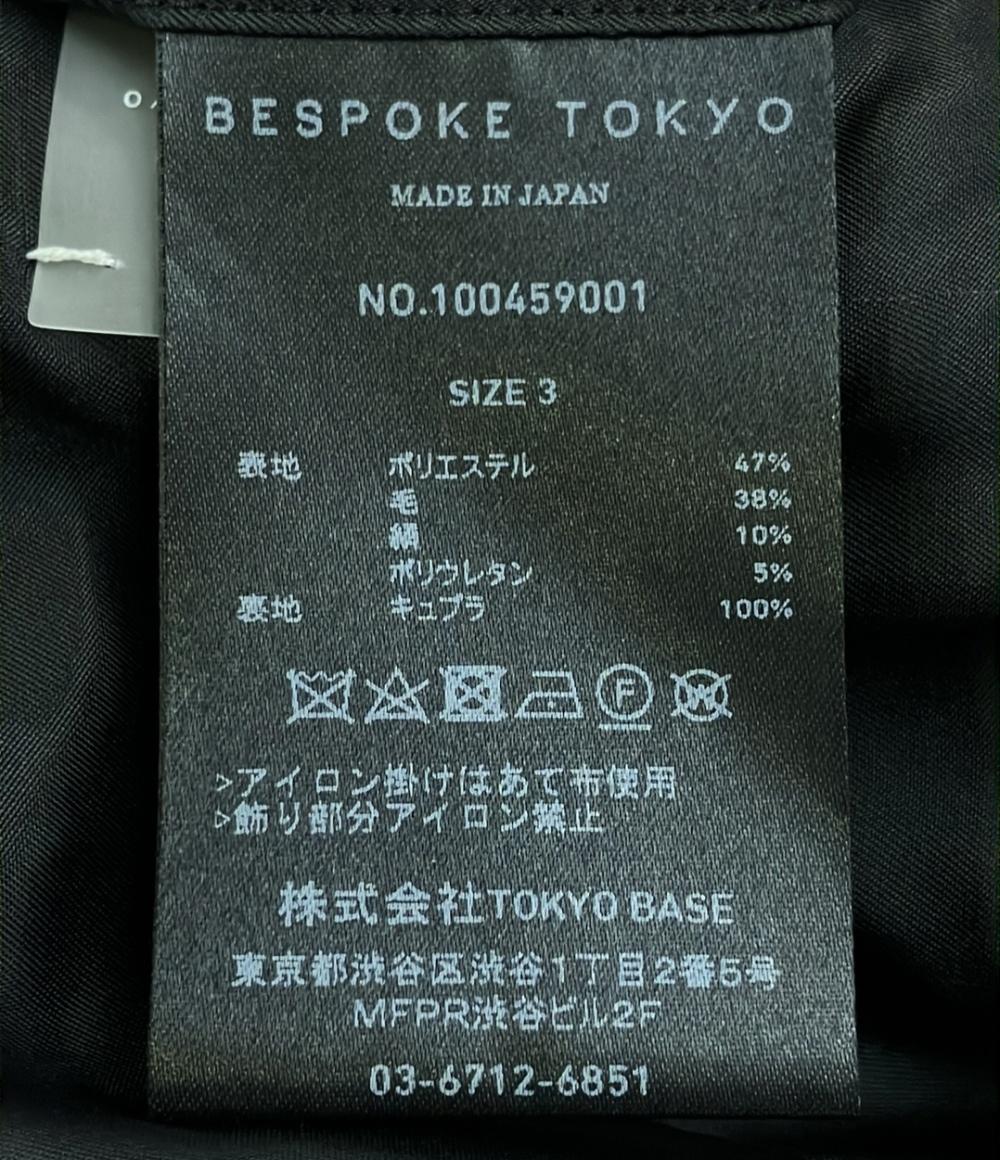 BESPOKE TOKYO
MADE IN JAPAN
NO.100459001
SIZE 3
表地 ポリエステル 47%
毛 38%
絹 10%
ポリウレタン 5%
裏地 キュプラ 100%
F W
>アイロン掛けはあて布使用
>飾り部分アイロン禁止
株式会社TOKYO BASE
東京都渋谷区渋谷1丁目2番5号
MFPR渋谷ビル2F
03-6712-6851